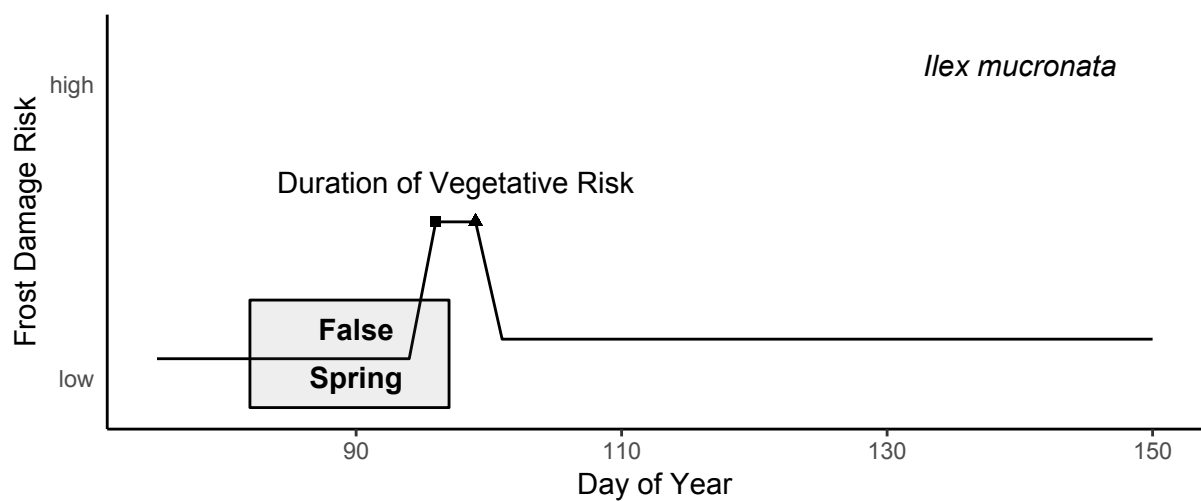 Ilex mucronata
high
Duration of Vegetative Risk
Frost Damage Risk
False
Spring
low
90
110
130
150
Day of Year